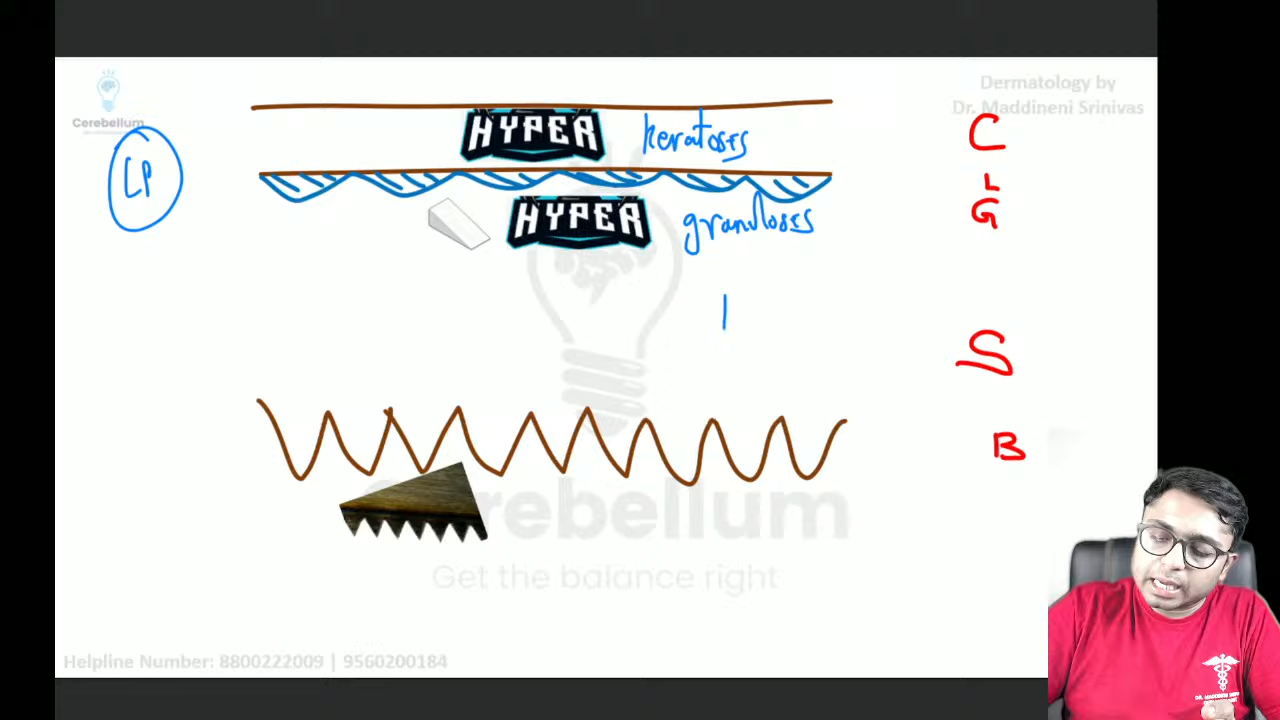 Cerebellum
Dermatology by
Dr. Maddineni Srinivas
HYPER keratosis
C
LP
L
HYPER granulosis
G
S
B
Cerebellum
Get the balance right
Helpline Number: 8800222009 | 9560200184